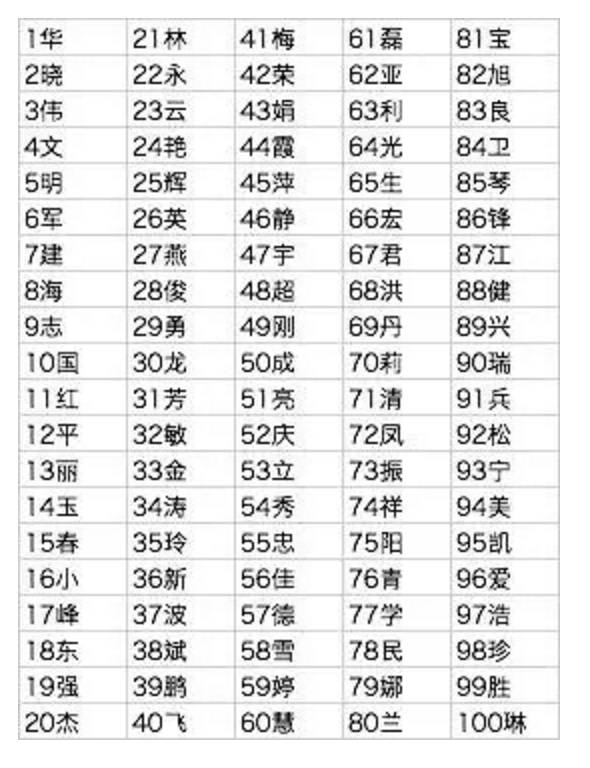 1华 21林 41梅 61磊 81宝
2晓 22永 42荣 62亚 82旭
3伟 23云 43娟 63利 83良
4文 24艳 44霞 64光 84卫
5明 25辉 45萍 65生 85琴
6军 26英 46静 66宏 86锋
7建 27燕 47宇 67君 87江
8海 28俊 48超 68洪 88健
9志 29勇 49刚 69丹 89兴
10国 30龙 50成 70莉 90瑞
11红 31芳 51亮 71清 91兵
12平 32敏 52庆 72凤 92松
13丽 33金 53立 73振 93宁
14玉 34涛 54秀 74祥 94美
15春 35玲 55忠 75阳 95凯
16小 36新 56佳 76青 96爱
17峰 37波 57德 77学 97浩
18东 38斌 58雪 78民 98珍
19强 39鹏 59婷 79娜 99胜
20杰 40飞 60慧 80兰 100琳